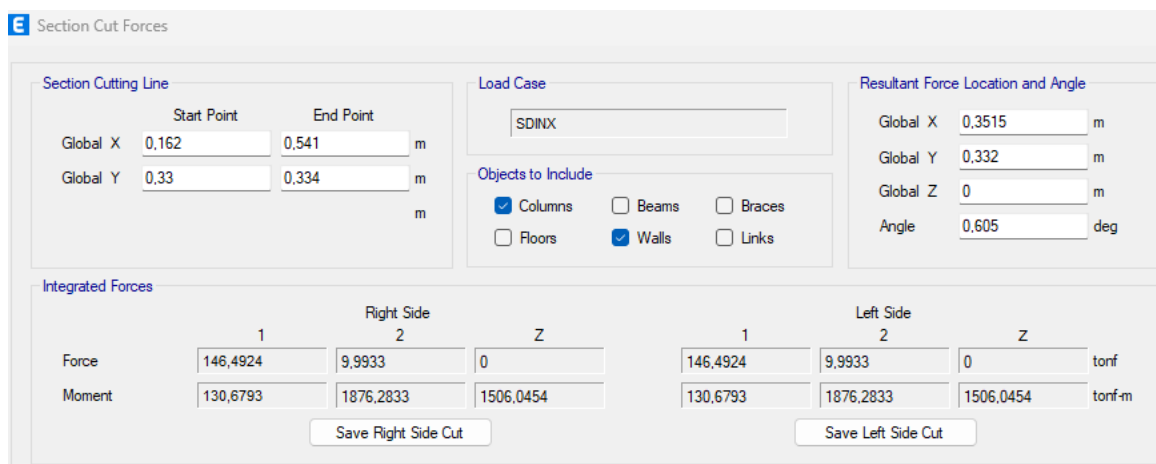 E Section Cut Forces
Section Cutting Line
Start Point End Point
Global X 0,162 0,541 m
Global Y 0,33 0,334 m
m
Load Case
SDINX
Objects to Include
Columns Beams Braces
Floors Walls Links
Resultant Force Location and Angle
Global X 0,3515 m
Global Y 0,332 m
Global Z 0 m
Angle 0,605 deg
Integrated Forces
Right Side Left Side
1 2 Z 1 2 Z
Force 146,4924 9,9933 0 146,4924 9,9933 0 tonf
Moment 130,6793 1876,2833 1506,0454 130,6793 1876,2833 1506,0454 tonf-m
Save Right Side Cut Save Left Side Cut